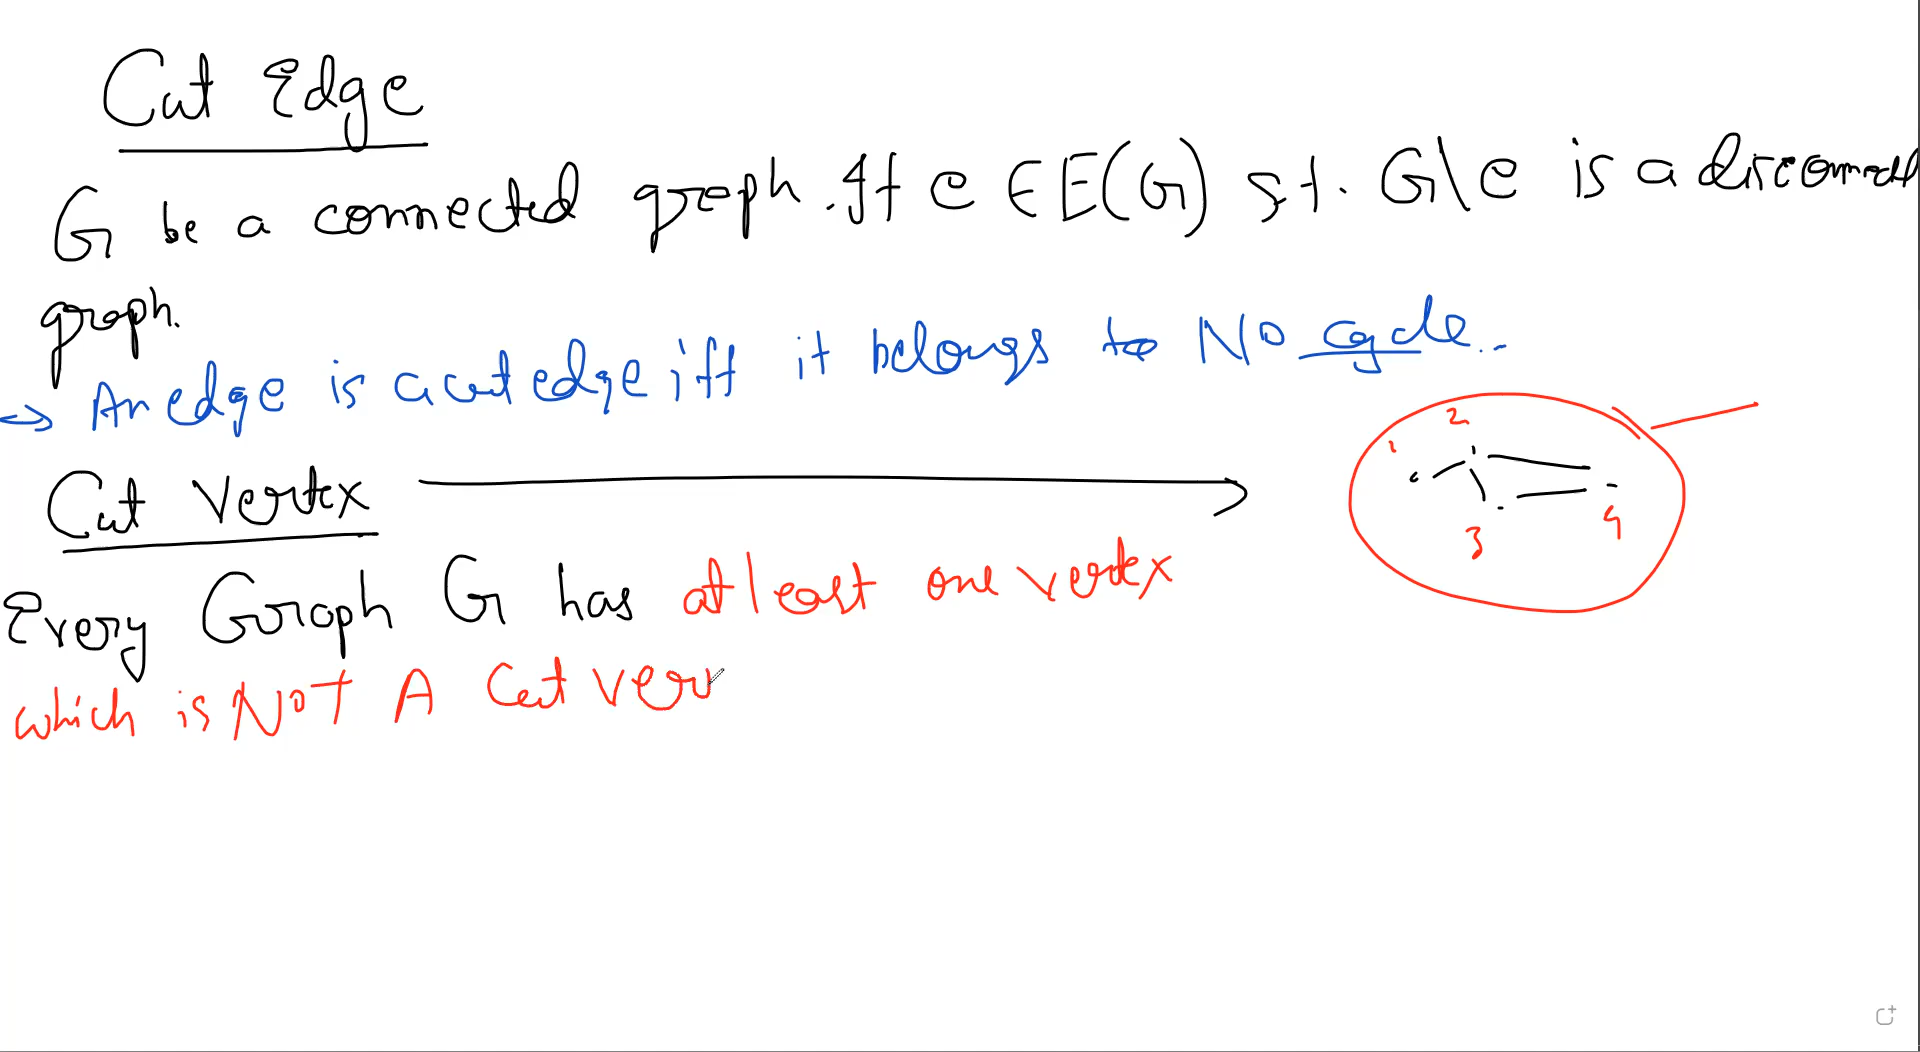 Cut Edge
G be a connected graph. If e ∈ E(G) s.t. G\e is a disconnected
graph.
→ An edge is a cut edge iff it belongs to NO cycle..
Cut Vertex
1 2 3 4
Every Graph G has atleast one vertex
which is NOT A Cut ver